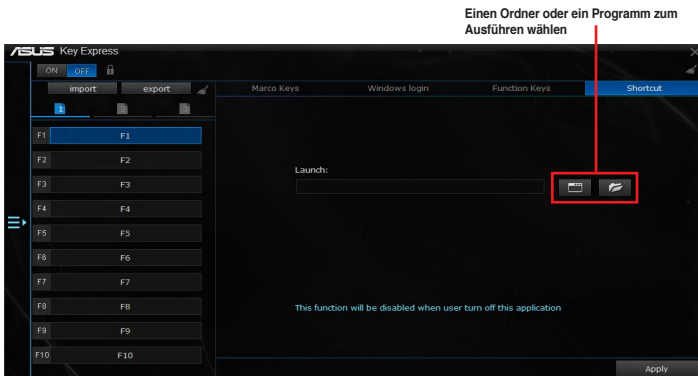 Einen Ordner oder ein Programm zum
Ausführen wählen
ASUS Key Express
ON OFF
import export
Marco Keys Windows login Function Keys Shortcut
1 2 3
F1 F1
F2 F2
F3 F3
F4 F4
F5 F5
F6 F6
F7 F7
F8 F8
F9 F9
F10 F10
Launch:
This function will be disabled when user turn off this application
Apply